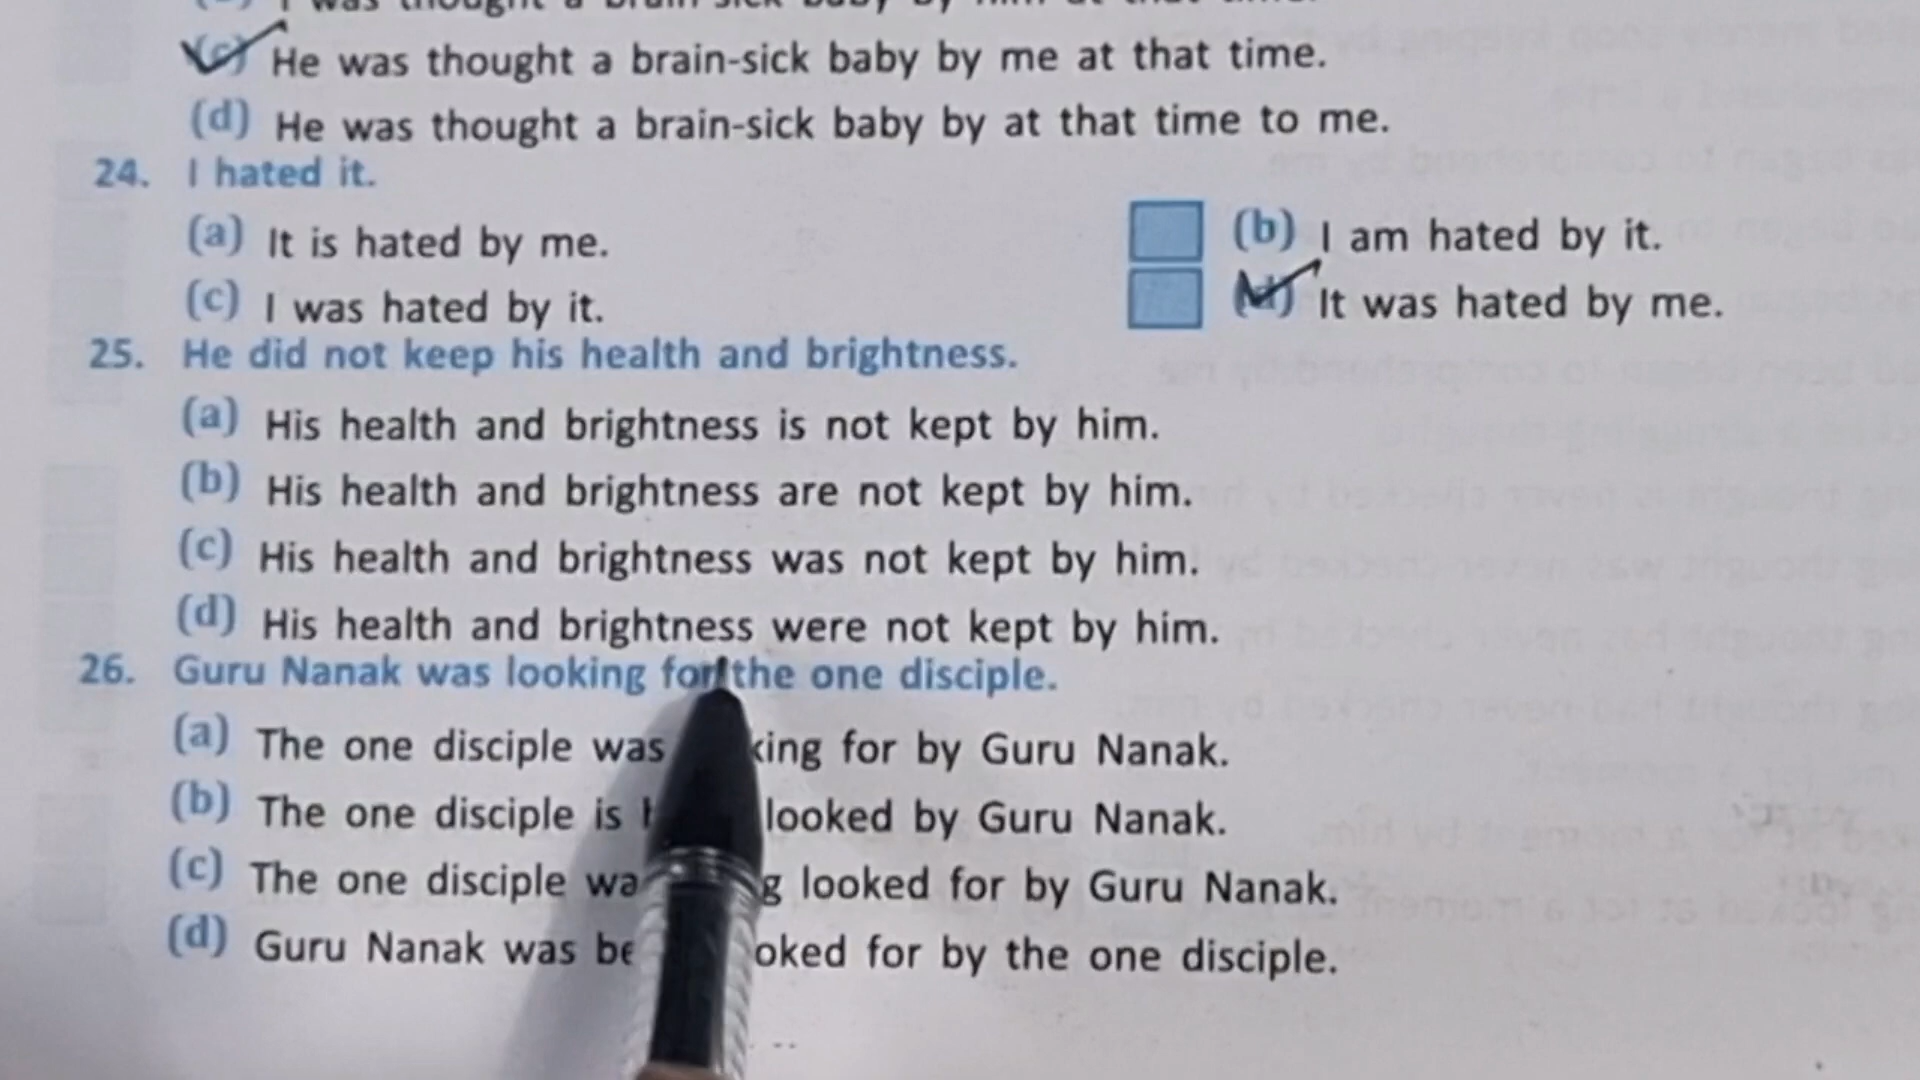 (c) He was thought a brain-sick baby by me at that time.
(d) He was thought a brain-sick baby by at that time to me.
24. I hated it.
(a) It is hated by me.
(b) I am hated by it.
(c) I was hated by it.
(d) It was hated by me.
25. He did not keep his health and brightness.
(a) His health and brightness is not kept by him.
(b) His health and brightness are not kept by him.
(c) His health and brightness was not kept by him.
(d) His health and brightness were not kept by him.
26. Guru Nanak was looking for the one disciple.
(a) The one disciple was for by Guru Nanak.
(b) The one disciple is looked by Guru Nanak.
(c) The one disciple looked for by Guru Nanak.
(d) Guru Nanak was for by the one disciple.